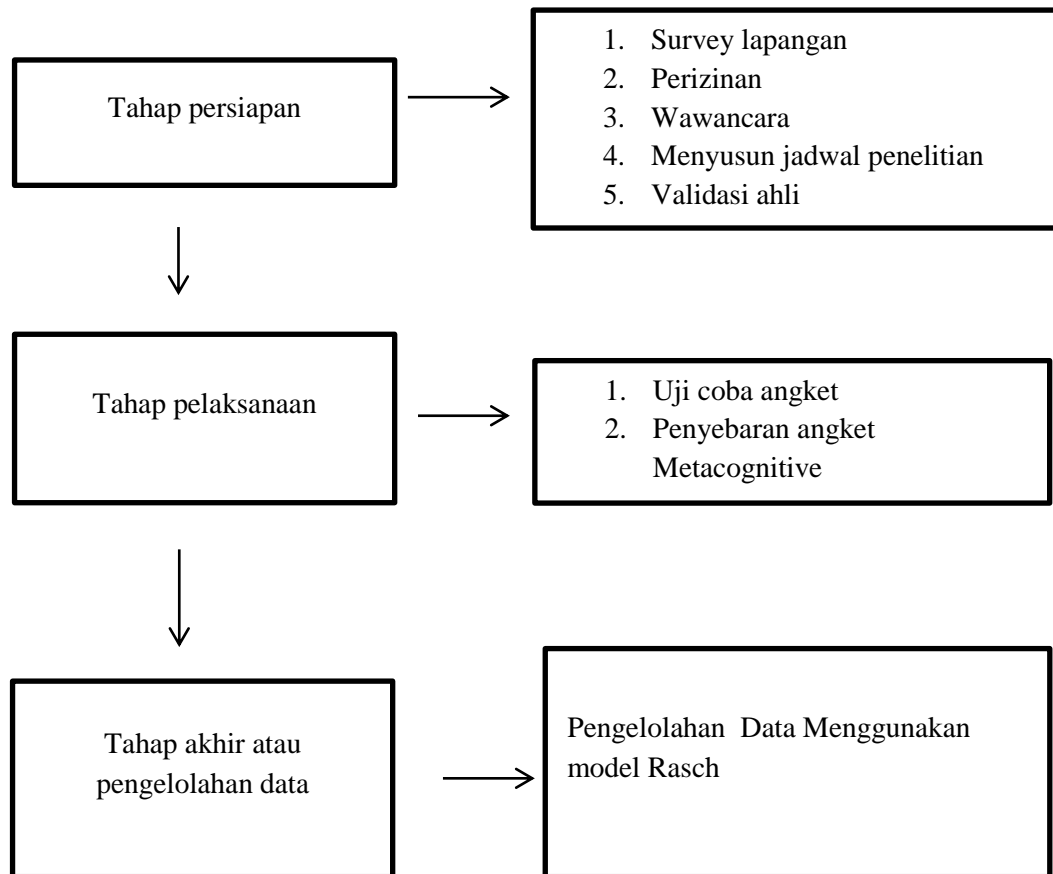 Tahap persiapan
1. Survey lapangan
2. Perizinan
3. Wawancara
4. Menyusun jadwal penelitian
5. Validasi ahli
Tahap pelaksanaan
1. Uji coba angket
2. Penyebaran angket
Metacognitive
Tahap akhir atau
pengelolahan data
Pengelolahan  Data Menggunakan
model Rasch